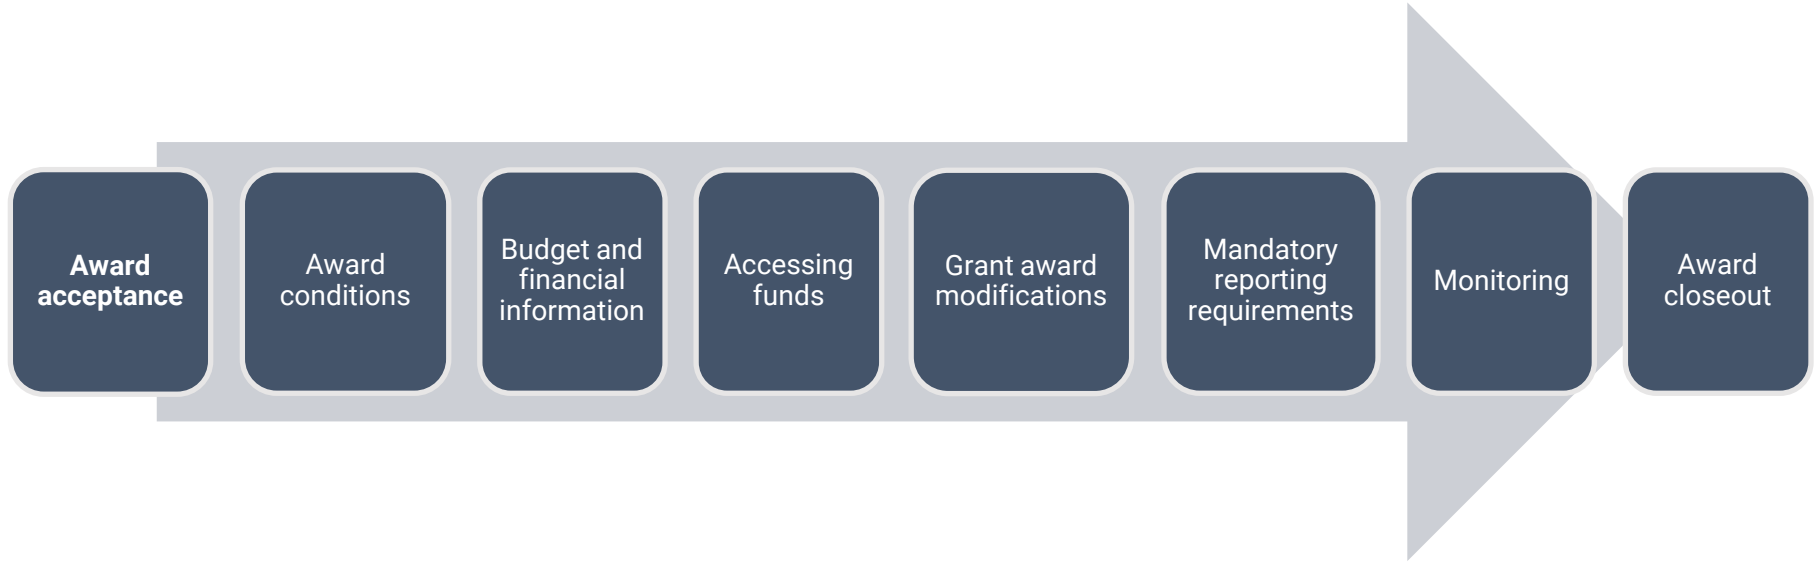 Award
acceptance
Award
conditions
Budget and
financial
information
Accessing
funds
Grant award
modifications
Mandatory
reporting
requirements
Monitoring
Award
closeout